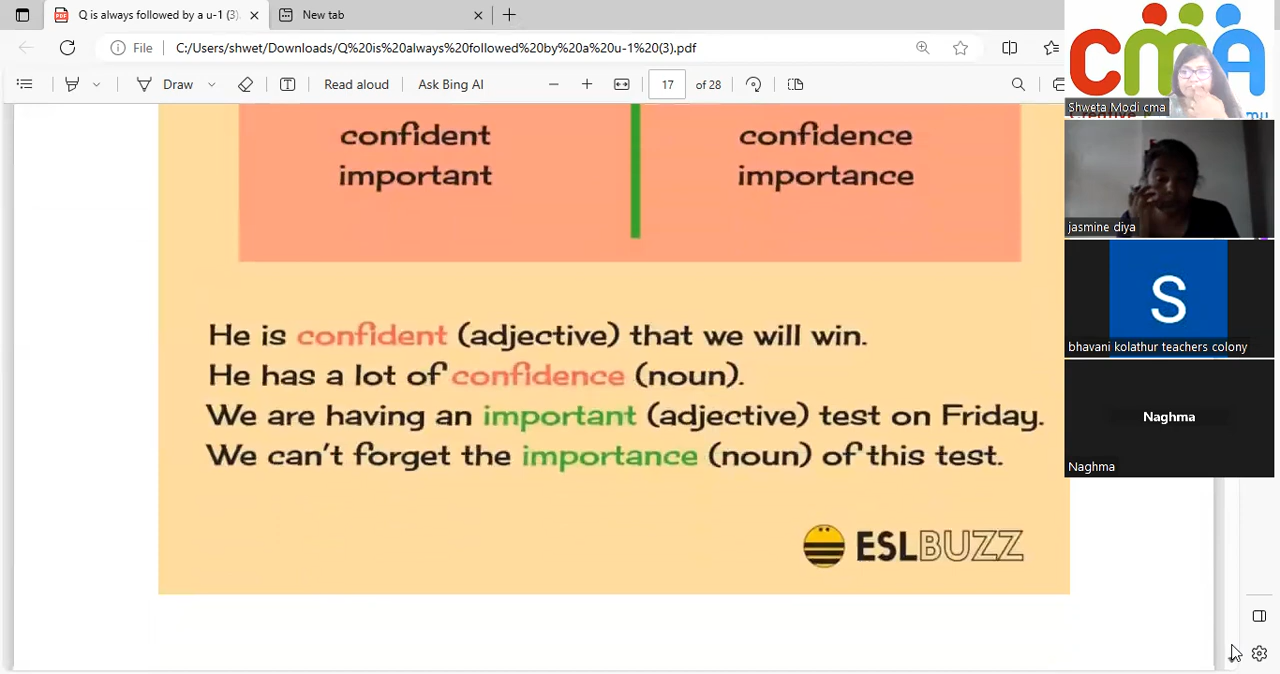 Q is always followed by a u-1 (3).
New tab
File
C:/Users/shwet/Downloads/Q%20is%20always%20followed%20by%20a%20u-1%20(3).pdf
Draw
Read aloud
Ask Bing AI
17
of 28
cmA
Shweta Modi cma
jasmine diya
S
bhavani kolathur teachers colony
Naghma
Naghma
confident
confidence
important
importance
He is confident (adjective) that we will win.
He has a lot of confidence (noun).
We are having an important (adjective) test on Friday.
We can't forget the importance (noun) of this test.
ESLBUZZ